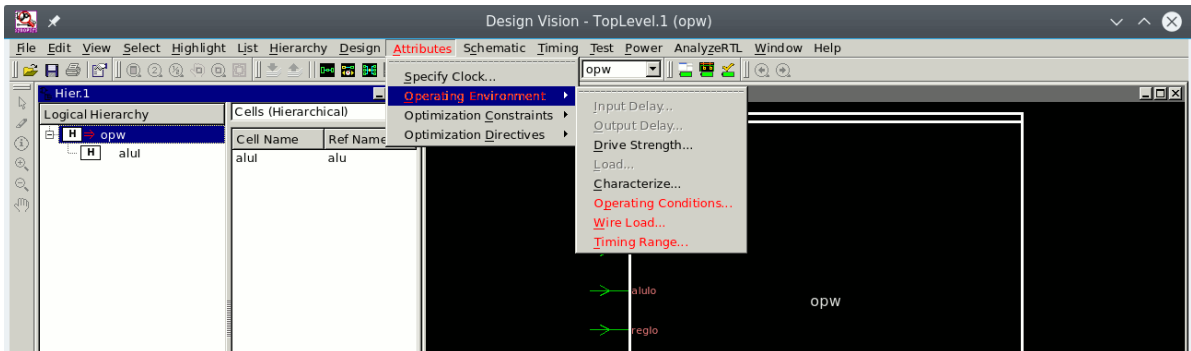 Design Vision - TopLevel.1 (opw)
File Edit View Select Highlight List Hierarchy Design Attributes Schematic Timing Test Power AnalyzeRTL Window Help
opw
Hier.1
Logical Hierarchy
H opw
H aluI
Cells (Hierarchical)
Cell Name Ref Name
aluI alu
Specify Clock...
Operating Environment
Optimization Constraints
Optimization Directives
Input Delay...
Output Delay...
Drive Strength...
Load...
Characterize...
Operating Conditions...
Wire Load...
Timing Range...
alulo
reglo
opw